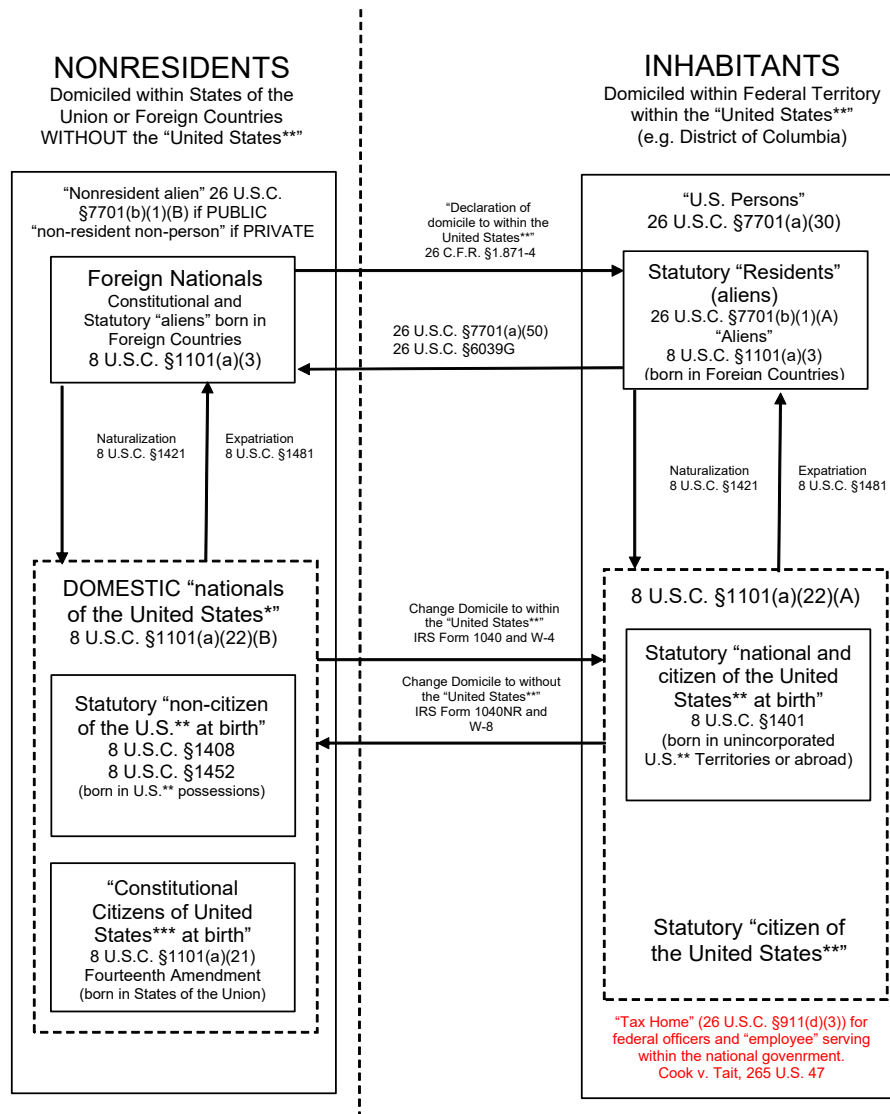 NONRESIDENTS
Domiciled within States of the
Union or Foreign Countries
WITHOUT the “United States**”
“Nonresident alien” 26 U.S.C.
§7701(b)(1)(B) if PUBLIC
“non-resident non-person” if PRIVATE
Foreign Nationals
Constitutional and
Statutory “aliens” born in
Foreign Countries
8 U.S.C. §1101(a)(3)
Naturalization
8 U.S.C. §1421
Expatriation
8 U.S.C. §1481
DOMESTIC “nationals
of the United States*”
8 U.S.C. §1101(a)(22)(B)
Statutory “non-citizen
of the U.S.** at birth”
8 U.S.C. §1408
8 U.S.C. §1452
(born in U.S.** possessions)
“Constitutional
Citizens of United
States*** at birth”
8 U.S.C. §1101(a)(21)
Fourteenth Amendment
(born in States of the Union)
“Declaration of
domicile to within the
United States**”
26 C.F.R. §1.871-4
26 U.S.C. §7701(a)(50)
26 U.S.C. §6039G
Change Domicile to within
the “United States**”
IRS Form 1040 and W-4
Change Domicile to without
the “United States**”
IRS Form 1040NR and
W-8
INHABITANTS
Domiciled within Federal Territory
within the “United States**”
(e.g. District of Columbia)
“U.S. Persons”
26 U.S.C. §7701(a)(30)
Statutory “Residents”
(aliens)
26 U.S.C. §7701(b)(1)(A)
“Aliens”
8 U.S.C. §1101(a)(3)
(born in Foreign Countries)
Naturalization
8 U.S.C. §1421
Expatriation
8 U.S.C. §1481
8 U.S.C. §1101(a)(22)(A)
Statutory “national and
citizen of the United
States** at birth”
8 U.S.C. §1401
(born in unincorporated
U.S.** Territories or abroad)
Statutory “citizen of
the United States**”
“Tax Home” (26 U.S.C. §911(d)(3)) for
federal officers and “employee” serving
within the national govenrment.
Cook v. Tait, 265 U.S. 47